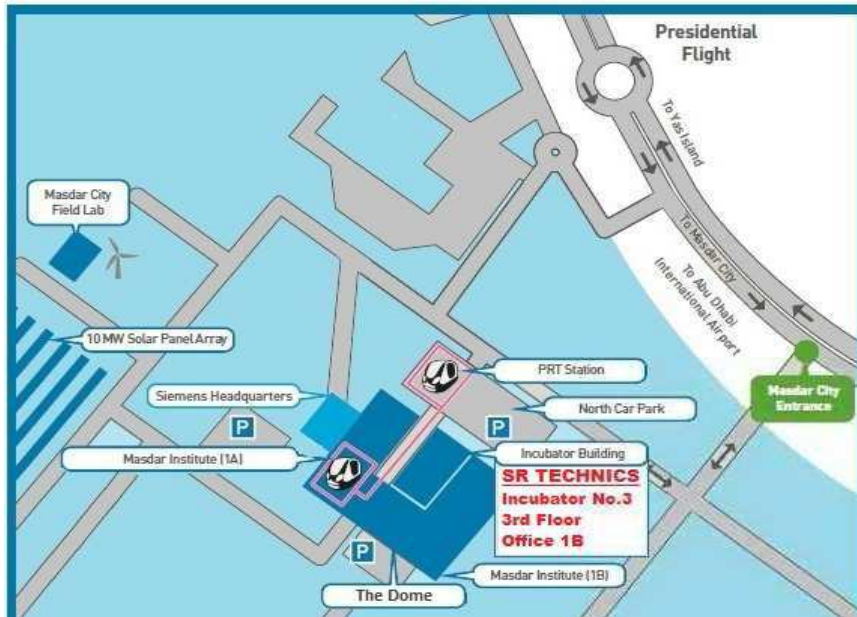 Presidential
Flight
To Yas Island
Masdar City
Field Lab
To Masdar City
To Abu Dhabi
International Airport
10 MW Solar Panel Array
PRT Station
Masdar City
Entrance
Siemens Headquarters
North Car Park
P
P
Masdar Institute (1A)
Incubator Building
SR TECHNICS
Incubator No.3
3rd Floor
Office 1B
P
Masdar Institute (1B)
The Dome